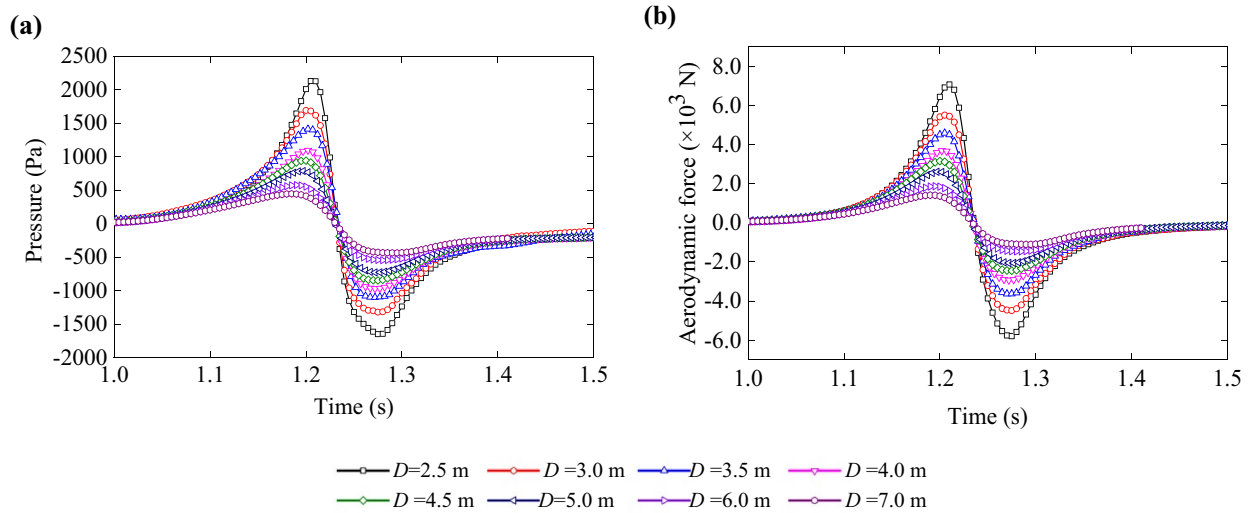 (a)
2500
2000
1500
1000
500
0
-500
-1000
-1500
-2000
Pressure (Pa)
1.0 1.1 1.2 1.3 1.4 1.5
Time (s)
(b)
8.0
6.0
4.0
2.0
0.0
-2.0
-4.0
-6.0
Aerodynamic force (×10³ N)
1.0 1.1 1.2 1.3 1.4 1.5
Time (s)
D=2.5 m D =3.0 m D =3.5 m D =4.0 m
D =4.5 m D=5.0 m D =6.0 m D =7.0 m